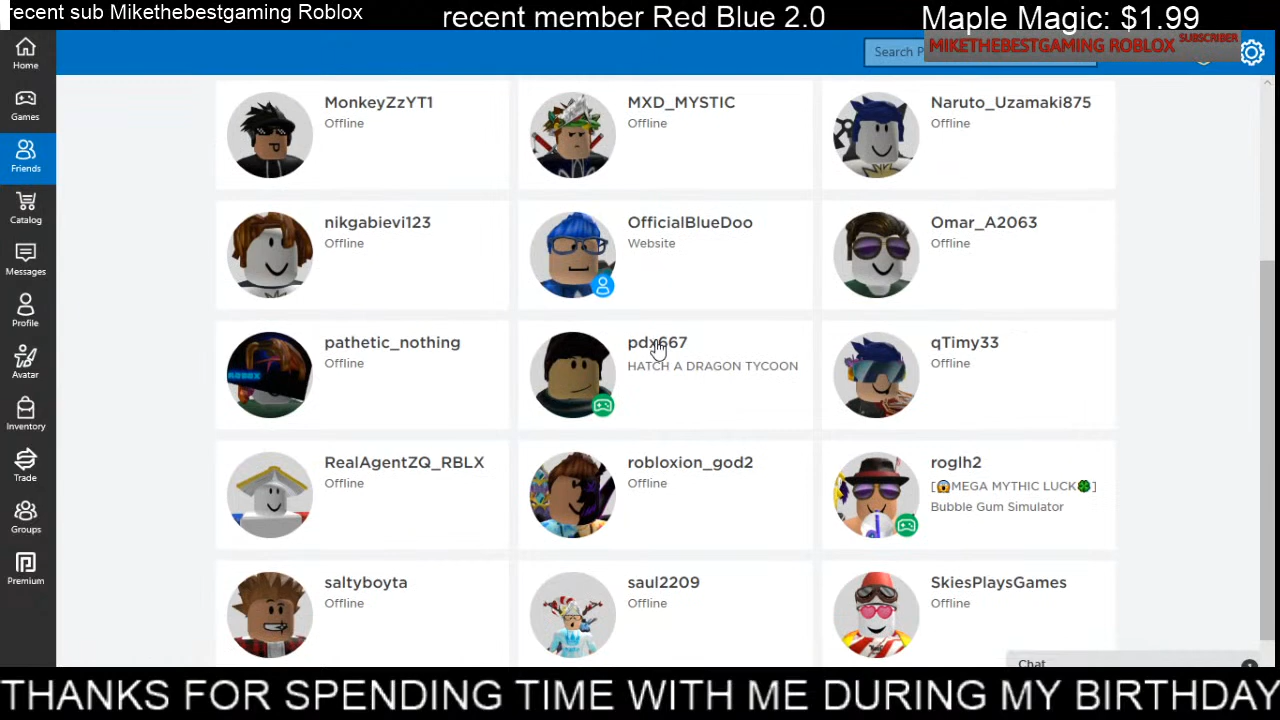 recent sub Mikethebestgaming Roblox
recent member Red Blue 2.0
Maple Magic: $1.99
MIKETHEBESTGAMING ROBLOX
SUBSCRIBER
Search P
Home
Games
Friends
Catalog
Messages
Profile
Avatar
Inventory
Trade
Groups
Premium
MonkeyZzYT1
Offline
MXD_MYSTIC
Offline
Naruto_Uzamaki875
Offline
nikgabievi123
Offline
OfficialBlueDoo
Website
Omar_A2063
Offline
pathetic_nothing
Offline
HATCH A DRAGON TYCOON
qTimy33
Offline
RealAgentZQ_RBLX
Offline
robloxion_god2
Offline
roglh2
[😱MEGA MYTHIC LUCK🍀]
Bubble Gum Simulator
saltyboyta
Offline
saul2209
Offline
SkiesPlaysGames
Offline
Chat
THANKS FOR SPENDING TIME WITH ME DURING MY BIRTHDAY